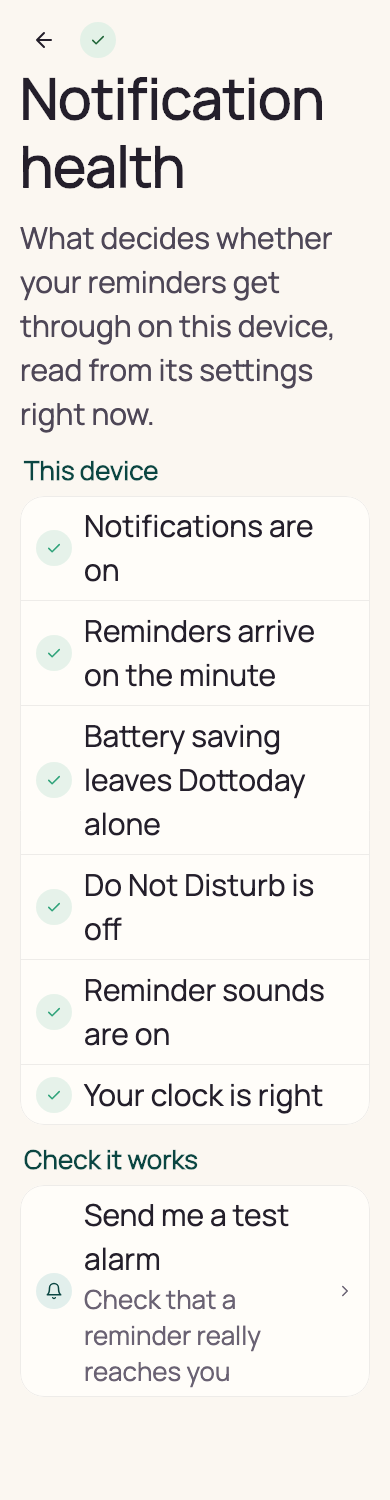 Notification
health
What decides whether
your reminders get
through on this device,
read from its settings
right now.
This device
Notifications are
on
Reminders arrive
on the minute
Battery saving
leaves Dottoday
alone
Do Not Disturb is
off
Reminder sounds
are on
Your clock is right
Check it works
Send me a test
alarm
Check that a
reminder really
reaches you